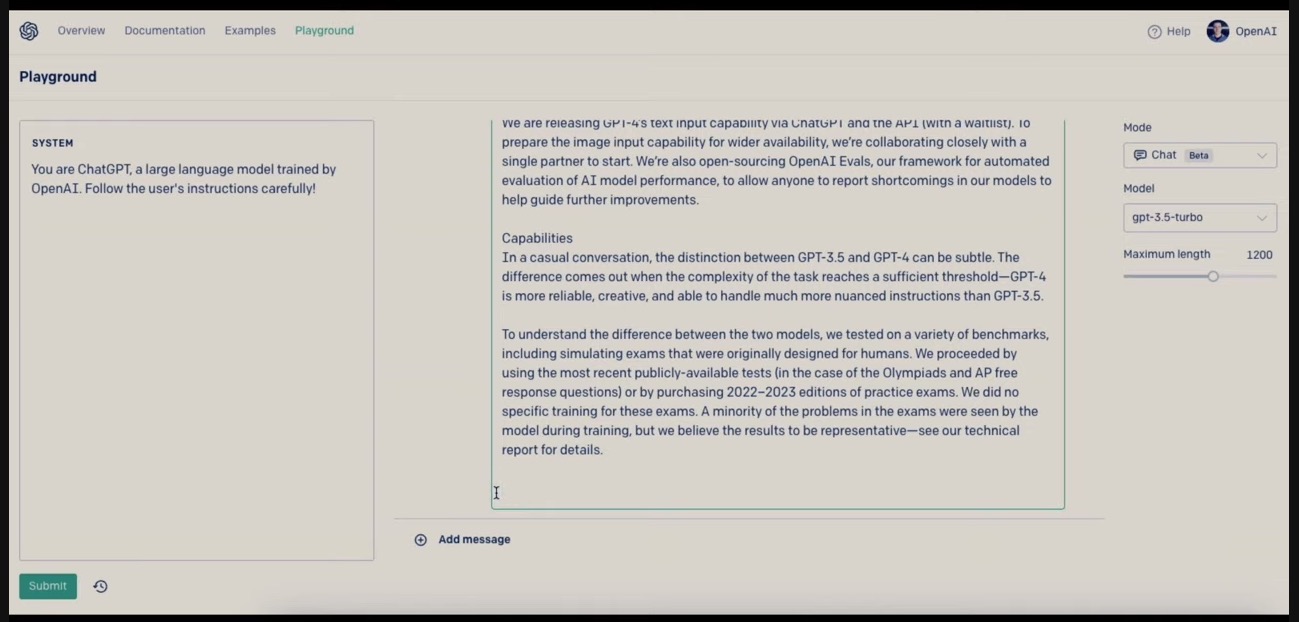 Overview
Documentation
Examples
Playground
Help
OpenAI
Playground
SYSTEM
You are ChatGPT, a large language model trained by
OpenAI. Follow the user's instructions carefully!
We are releasing GPT-4's text input capability via ChatGPT and the API (with a waitlist). To
prepare the image input capability for wider availability, we're collaborating closely with a
single partner to start. We're also open-sourcing OpenAI Evals, our framework for automated
evaluation of AI model performance, to allow anyone to report shortcomings in our models to
help guide further improvements.
Capabilities
In a casual conversation, the distinction between GPT-3.5 and GPT-4 can be subtle. The
difference comes out when the complexity of the task reaches a sufficient threshold—GPT-4
is more reliable, creative, and able to handle much more nuanced instructions than GPT-3.5.
To understand the difference between the two models, we tested on a variety of benchmarks,
including simulating exams that were originally designed for humans. We proceeded by
using the most recent publicly-available tests (in the case of the Olympiads and AP free
response questions) or by purchasing 2022–2023 editions of practice exams. We did no
specific training for these exams. A minority of the problems in the exams were seen by the
model during training, but we believe the results to be representative—see our technical
report for details.
Add message
Mode
Chat Beta
Model
gpt-3.5-turbo
Maximum length 1200
Submit